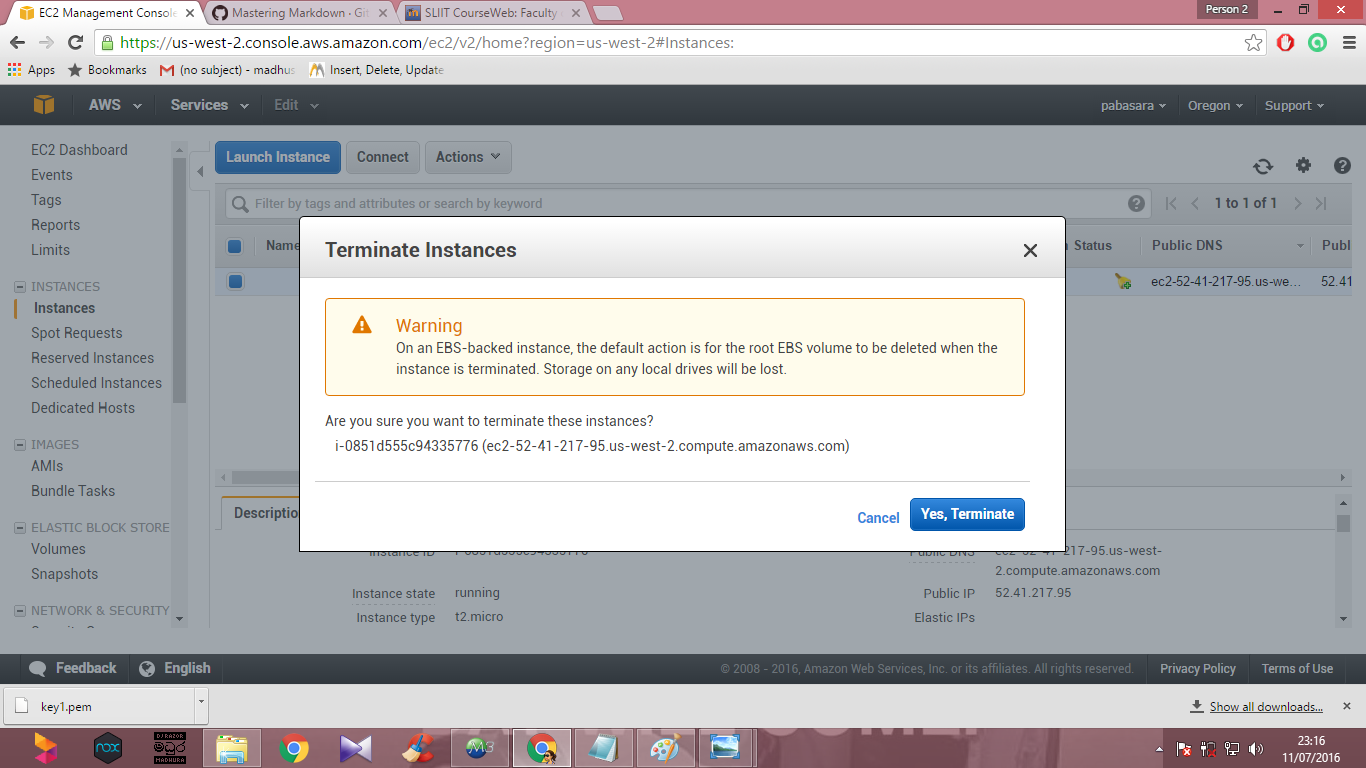 EC2 Management Console
Mastering Markdown · Git
SLIIT CourseWeb: Faculty
Person 2
https://us-west-2.console.aws.amazon.com/ec2/v2/home?region=us-west-2#Instances:
Apps
Bookmarks
(no subject) - madhus
Insert, Delete, Update
AWS
Services
Edit
pabasara
Oregon
Support
EC2 Dashboard
Events
Tags
Reports
Limits
INSTANCES
Instances
Spot Requests
Reserved Instances
Scheduled Instances
Dedicated Hosts
IMAGES
AMIs
Bundle Tasks
ELASTIC BLOCK STORE
Volumes
Snapshots
NETWORK & SECURITY
Launch Instance
Connect
Actions
Filter by tags and attributes or search by keyword
1 to 1 of 1
Name
Status
Public DNS
Publ
ec2-52-41-217-95.us-we...
52.41
Terminate Instances
Warning
On an EBS-backed instance, the default action is for the root EBS volume to be deleted when the
instance is terminated. Storage on any local drives will be lost.
Are you sure you want to terminate these instances?
i-0851d555c94335776 (ec2-52-41-217-95.us-west-2.compute.amazonaws.com)
Cancel
Yes, Terminate
Descriptio
Instance ID
i-0851d555c94335776
Public DNS
ec2-52-41-217-95.us-west-
2.compute.amazonaws.com
Instance state
running
Public IP
52.41.217.95
Instance type
t2.micro
Elastic IPs
Feedback
English
© 2008 - 2016, Amazon Web Services, Inc. or its affiliates. All rights reserved.
Privacy Policy
Terms of Use
key1.pem
Show all downloads...
nox
DJ RAZOR
MADHURA
M3
23:16
11/07/2016